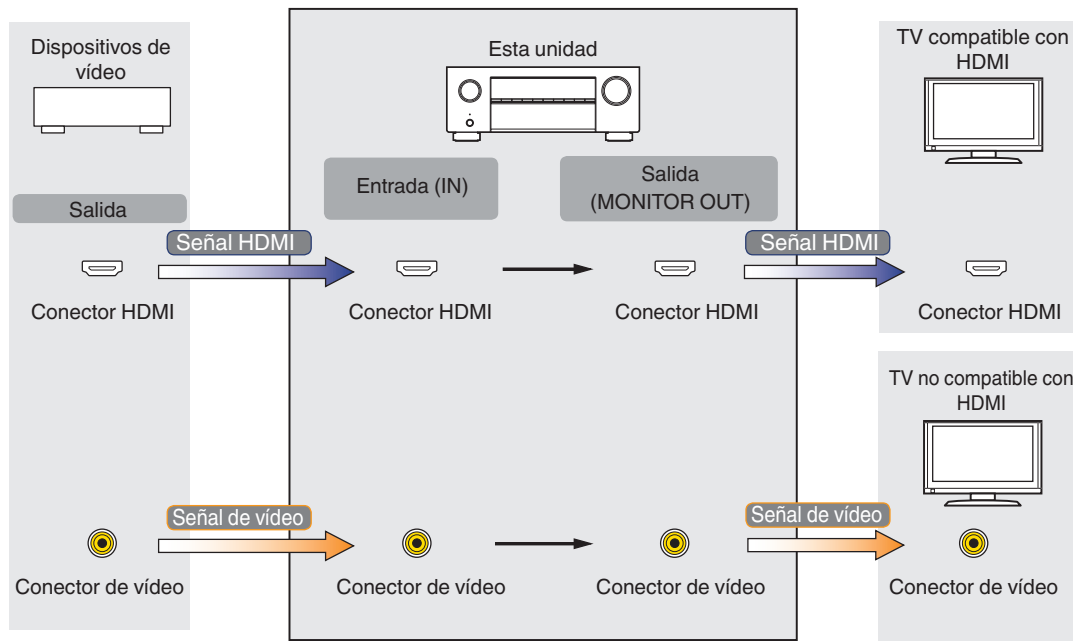 Dispositivos de
vídeo
Esta unidad
TV compatible con
HDMI
Salida
Entrada (IN)
Salida
(MONITOR OUT)
Señal HDMI
Señal HDMI
Conector HDMI
Conector HDMI
Conector HDMI
Conector HDMI
TV no compatible con
HDMI
Señal de vídeo
Señal de vídeo
Conector de vídeo
Conector de vídeo
Conector de vídeo
Conector de vídeo